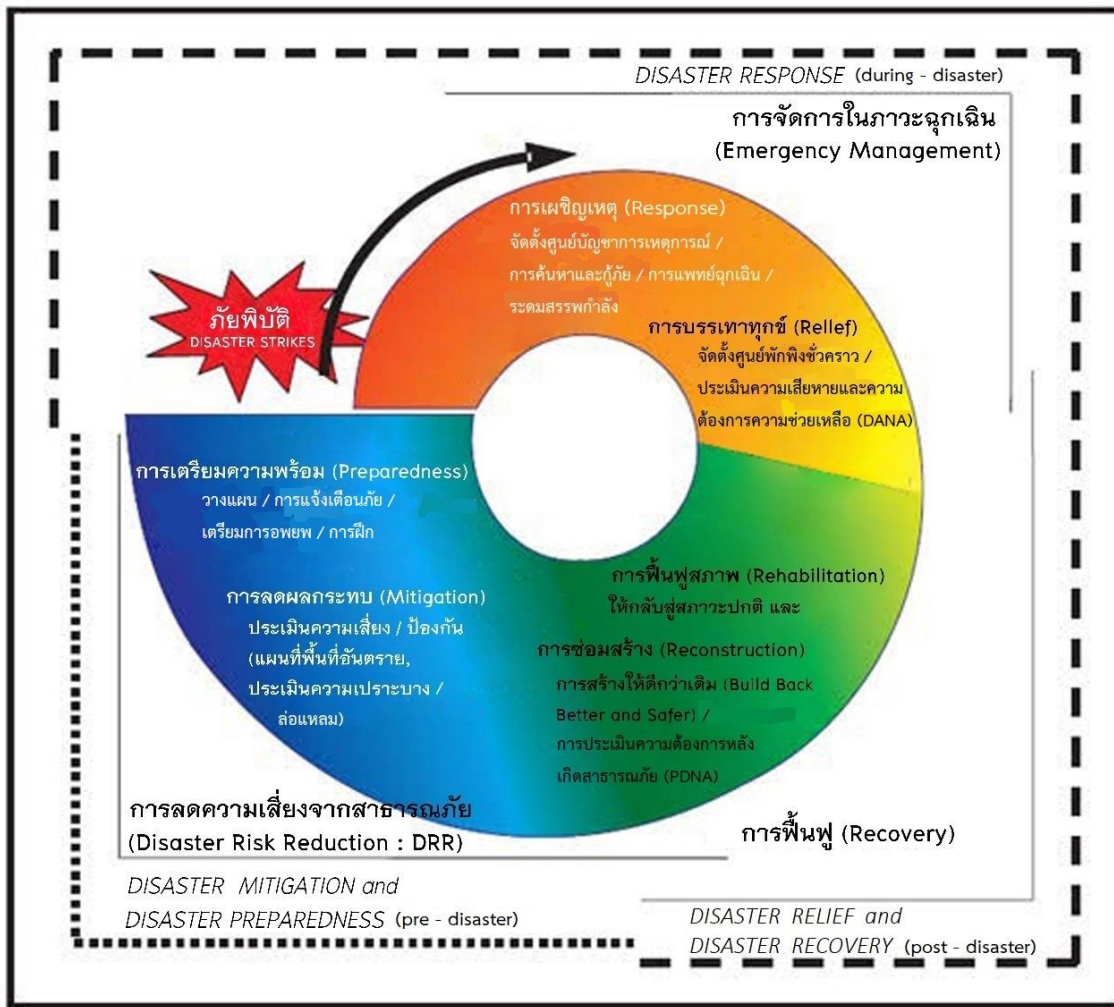 DISASTER RESPONSE (during - disaster)
การจัดการในภาวะฉุกเฉิน
(Emergency Management)
การเผชิญเหตุ (Response)
จัดตั้งศูนย์บัญชาการเหตุการณ์ /
การค้นหาและกู้ภัย / การแพทย์ฉุกเฉิน /
ระดมสรรพกำลัง
ภัยพิบัติ
DISASTER STRIKES
การบรรเทาทุกข์ (Rellef)
จัดตั้งศูนย์พักพิงชั่วคราว /
ประเมินความเสียหายและความ
ต้องการความช่วยเหลือ (DANA)
การเตรียมความพร้อม (Preparedness)
วางแผน / การแจ้งเตือนภัย /
เตรียมการอพยพ / การฝึก
การลดผลกระทบ (Mitigation)
ประเมินความเสี่ยง / ป้องกัน
(แผนที่พื้นที่อันตราย,
ประเมินความเปราะบาง /
ล่อแหลม)
การฟื้นฟูสภาพ (Rehabilitation)
ให้กลับสู่สภาวะปกติ และ
การซ่อมสร้าง (Reconstruction)
การสร้างให้ดีกว่าเดิม (Build Back
Better and Safer) /
การประเมินความต้องการหลัง
เกิดสาธารณภัย (PDNA)
การลดความเสี่ยงจากสาธารณภัย
(Disaster Risk Reduction : DRR)
การฟื้นฟู (Recovery)
DISASTER MITIGATION and
DISASTER PREPAREDNESS (pre - disaster)
DISASTER RELIEF and
DISASTER RECOVERY (post - disaster)